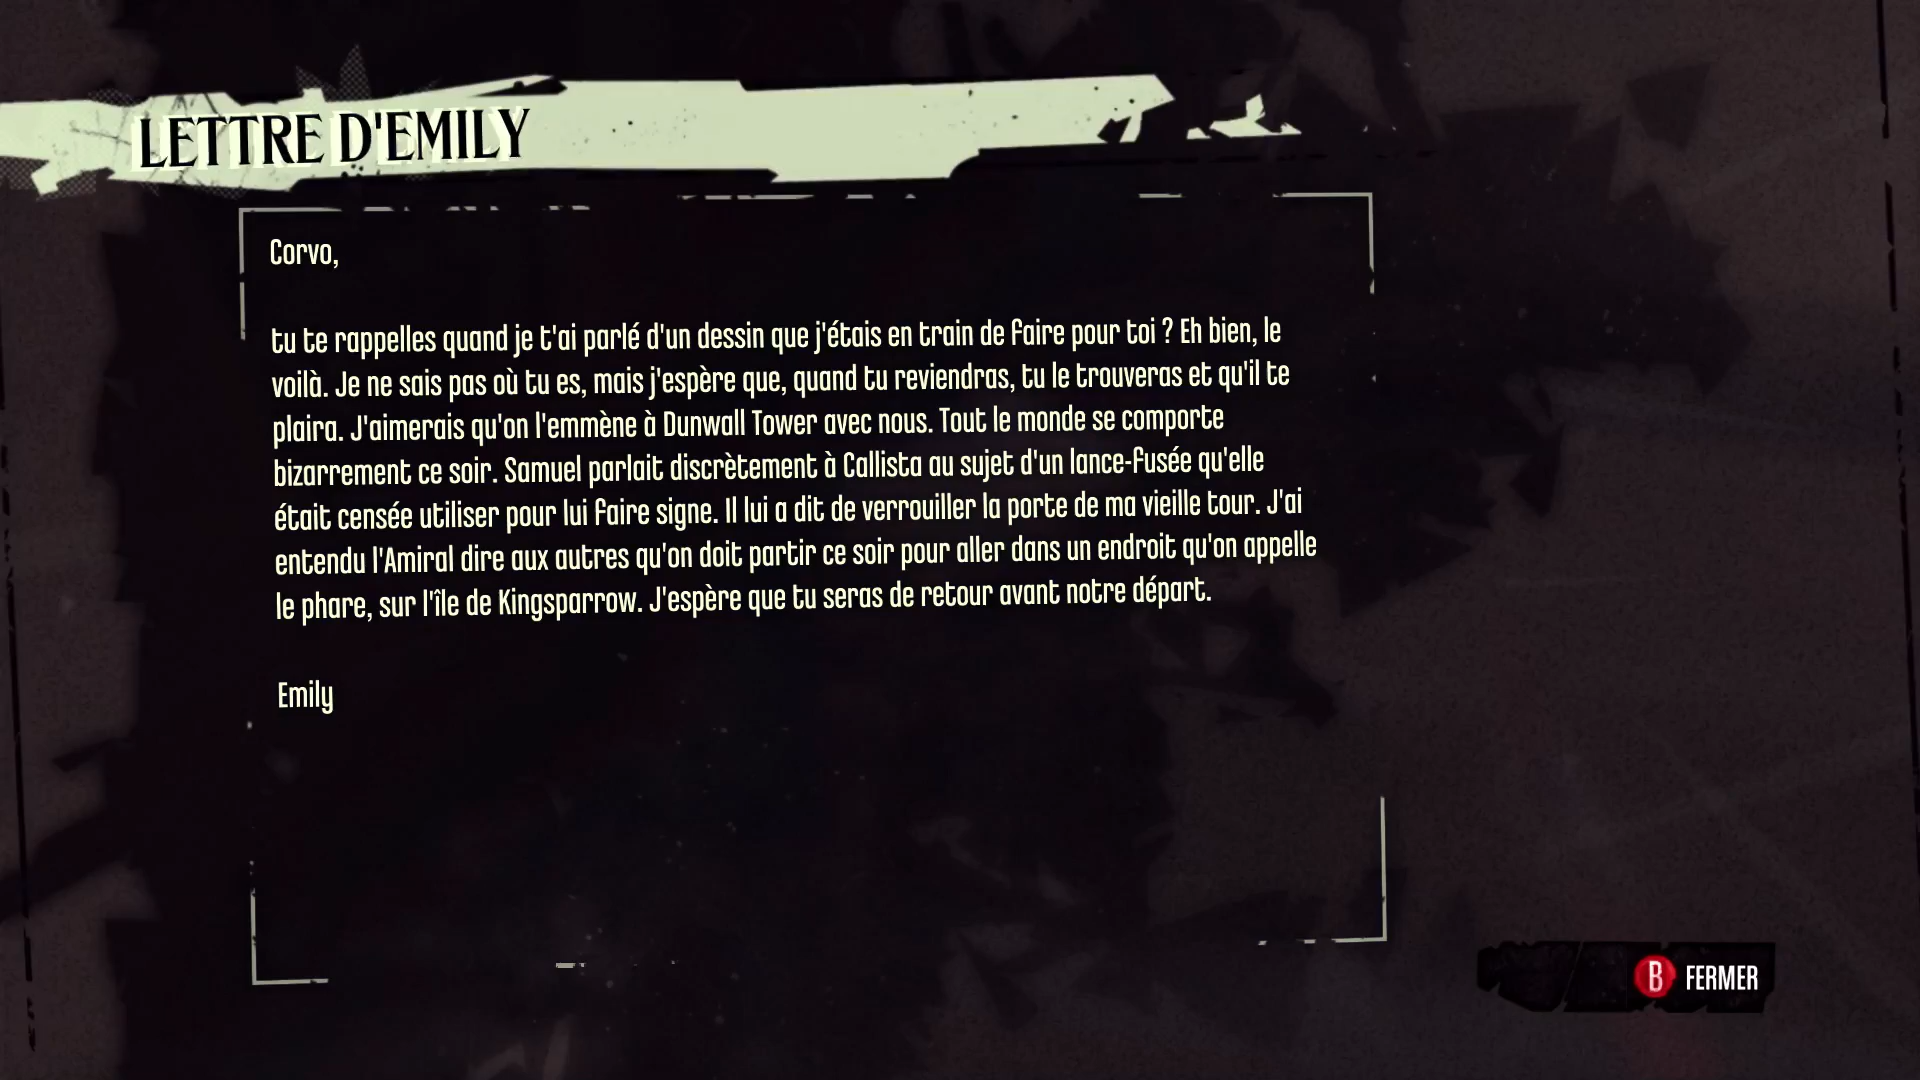 LETTRE D'EMILY
Corvo,
tu te rappelles quand je t'ai parlé d'un dessin que j'étais en train de faire pour toi ? Eh bien, le
voilà. Je ne sais pas où tu es, mais j'espère que, quand tu reviendras, tu le trouveras et qu'il te
plaira. J'aimerais qu'on l'emmène à Dunwall Tower avec nous. Tout le monde se comporte
bizarrement ce soir. Samuel parlait discrètement à Callista au sujet d'un lance-fusée qu'elle
était censée utiliser pour lui faire signe. Il lui a dit de verrouiller la porte de ma vieille tour. J'ai
entendu l'Amiral dire aux autres qu'on doit partir ce soir pour aller dans un endroit qu'on appelle
le phare, sur l'île de Kingsparrow. J'espère que tu seras de retour avant notre départ.
Emily
B FERMER